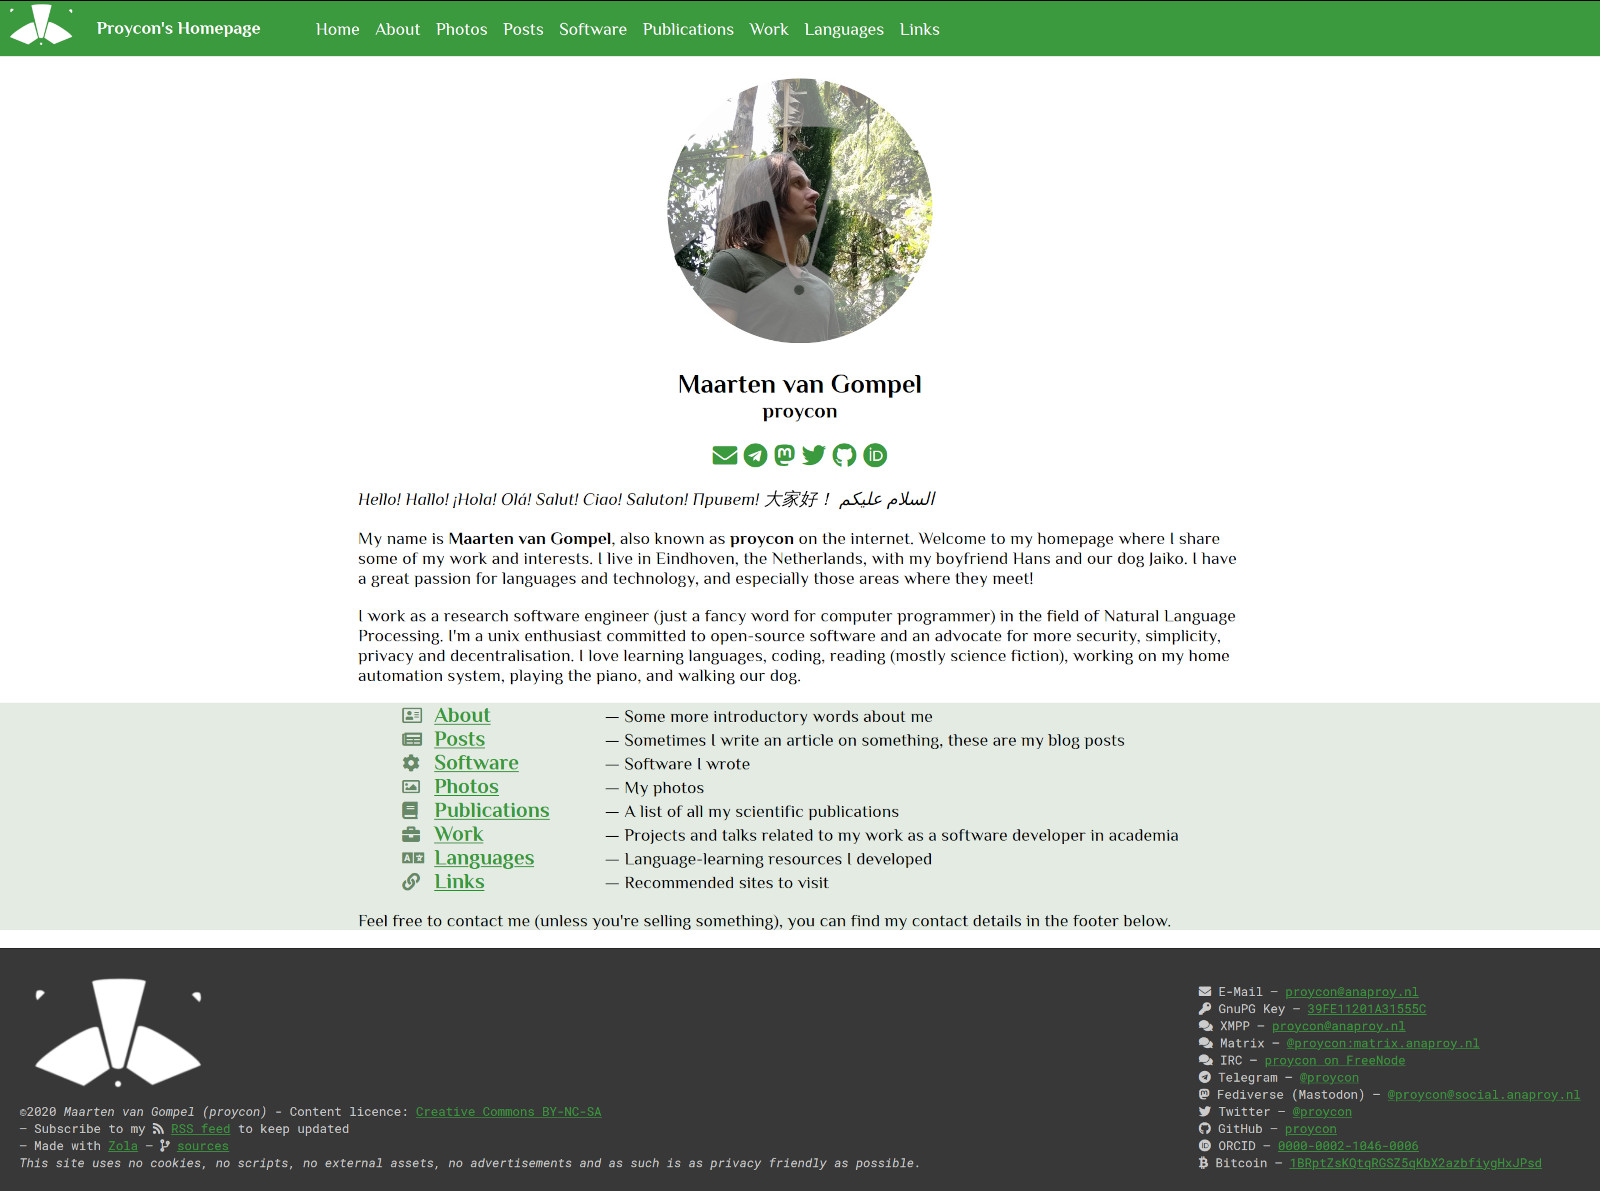 Proycon's Homepage Home About Photos Posts Software Publications Work Languages Links
Maarten van Gompel
proycon
Hello! Hallo! ¡Hola! Olá! Salut! Ciao! Saluton! Привет! 大家好！ السلام عليكم
My name is Maarten van Gompel, also known as proycon on the internet. Welcome to my homepage where I share
some of my work and interests. I live in Eindhoven, the Netherlands, with my boyfriend Hans and our dog Jaiko. I have
a great passion for languages and technology, and especially those areas where they meet!
I work as a research software engineer (just a fancy word for computer programmer) in the field of Natural Language
Processing. I'm a unix enthusiast committed to open-source software and an advocate for more security, simplicity,
privacy and decentralisation. I love learning languages, coding, reading (mostly science fiction), working on my home
automation system, playing the piano, and walking our dog.
About — Some more introductory words about me
Posts — Sometimes I write an article on something, these are my blog posts
Software — Software I wrote
Photos — My photos
Publications — A list of all my scientific publications
Work — Projects and talks related to my work as a software developer in academia
Languages — Language-learning resources I developed
Links — Recommended sites to visit
Feel free to contact me (unless you're selling something), you can find my contact details in the footer below.
©2020 Maarten van Gompel (proycon) - Content licence: Creative Commons BY-NC-SA
— Subscribe to my RSS feed to keep updated
— Made with Zola — sources
This site uses no cookies, no scripts, no external assets, no advertisements and as such is as privacy friendly as possible.
E-Mail — proycon@anaproy.nl
GnuPG Key — 39FE11201A31555C
XMPP — proycon@anaproy.nl
Matrix — @proycon:matrix.anaproy.nl
IRC — proycon on FreeNode
Telegram — @proycon
Fediverse (Mastodon) — @proycon@social.anaproy.nl
Twitter — @proycon
GitHub — proycon
ORCID — 0000-0002-1046-0006
Bitcoin — 1BRptZsKQtqRGSZ5qKbX2azbfiygHxJPsd